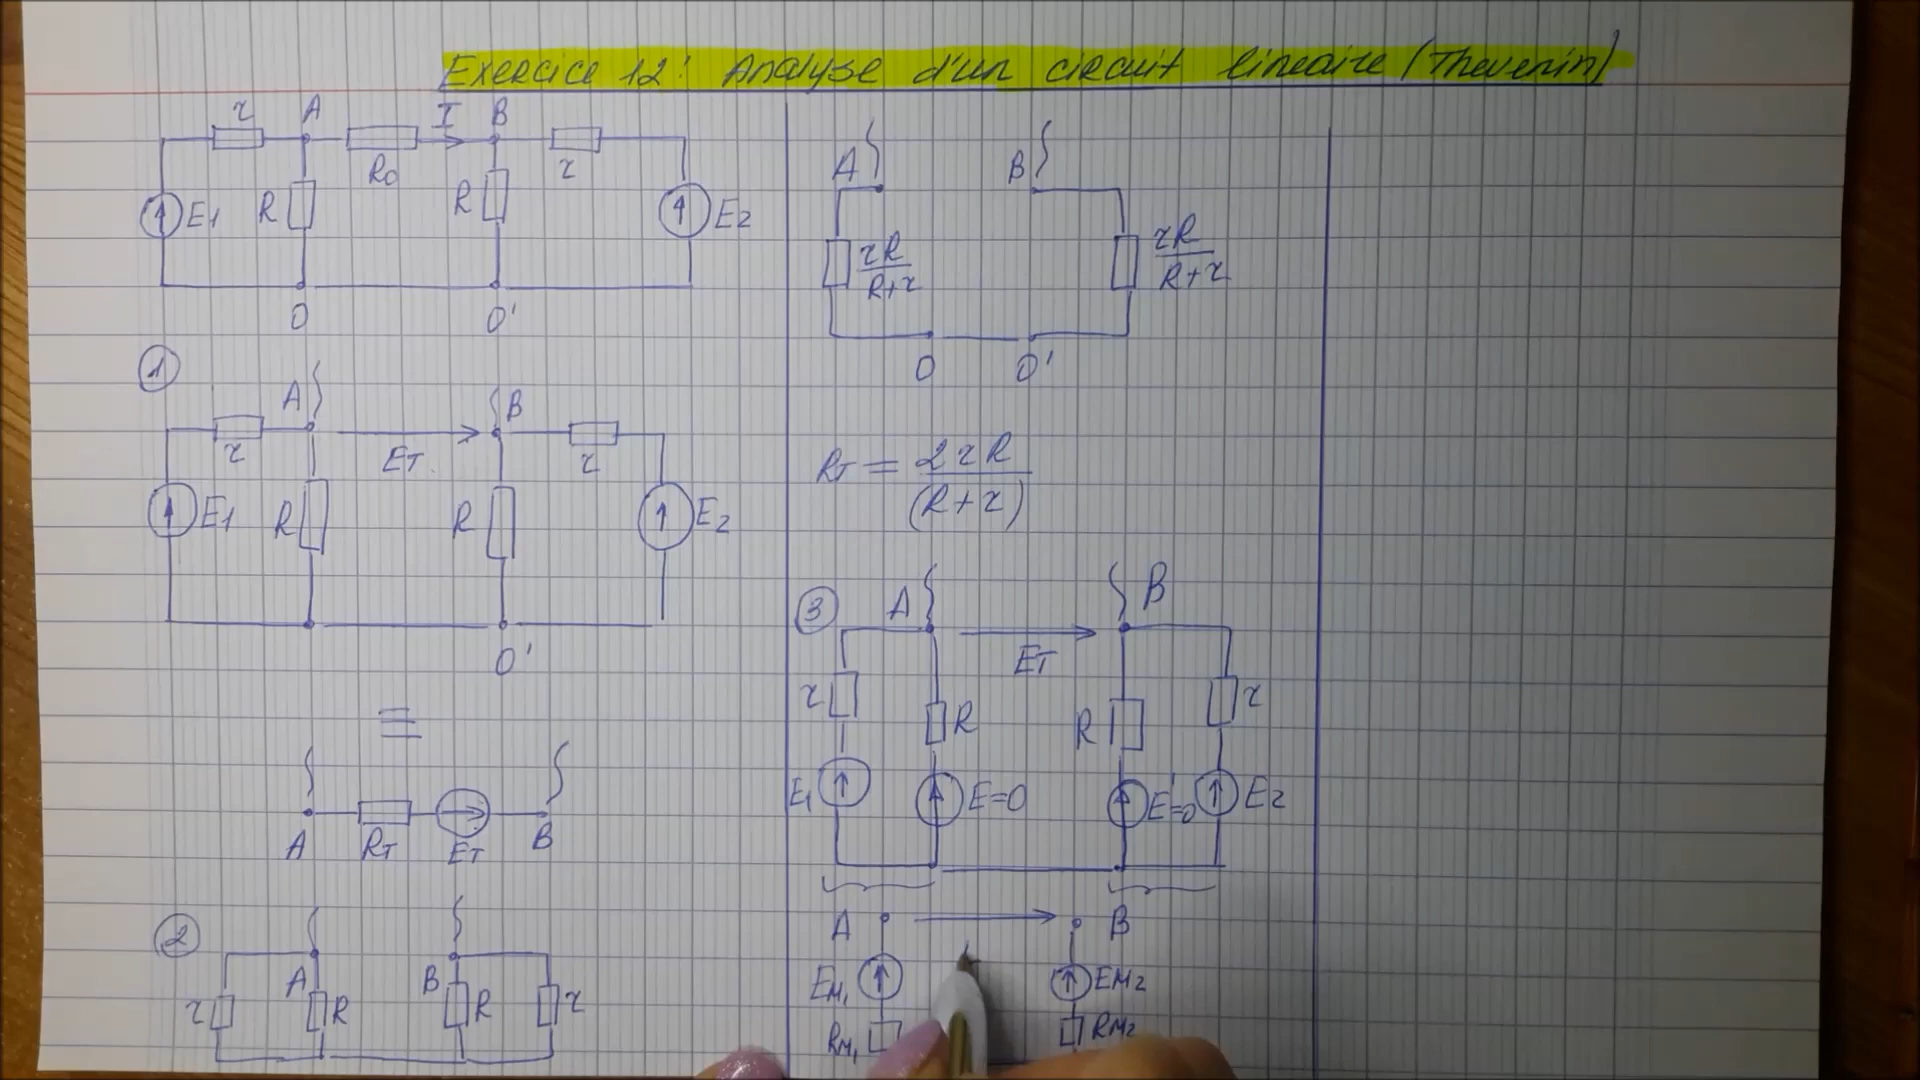 Exercice 12: Analyse d'un circuit lineaire (Thevenin)
r A I B
R0 r
E1 R R E2
O O'
1
A B
r ET r
E1 R R E2
O'
≡
A RT ET B
2
A B
r R R r
A B
rR/R+r rR/R+r
O O'
RT = 2rR/(R+r)
3 A B
ET
r R R r
E1 E=0 E'=0 E2
A B
EM1 EM2
RM1 RM2